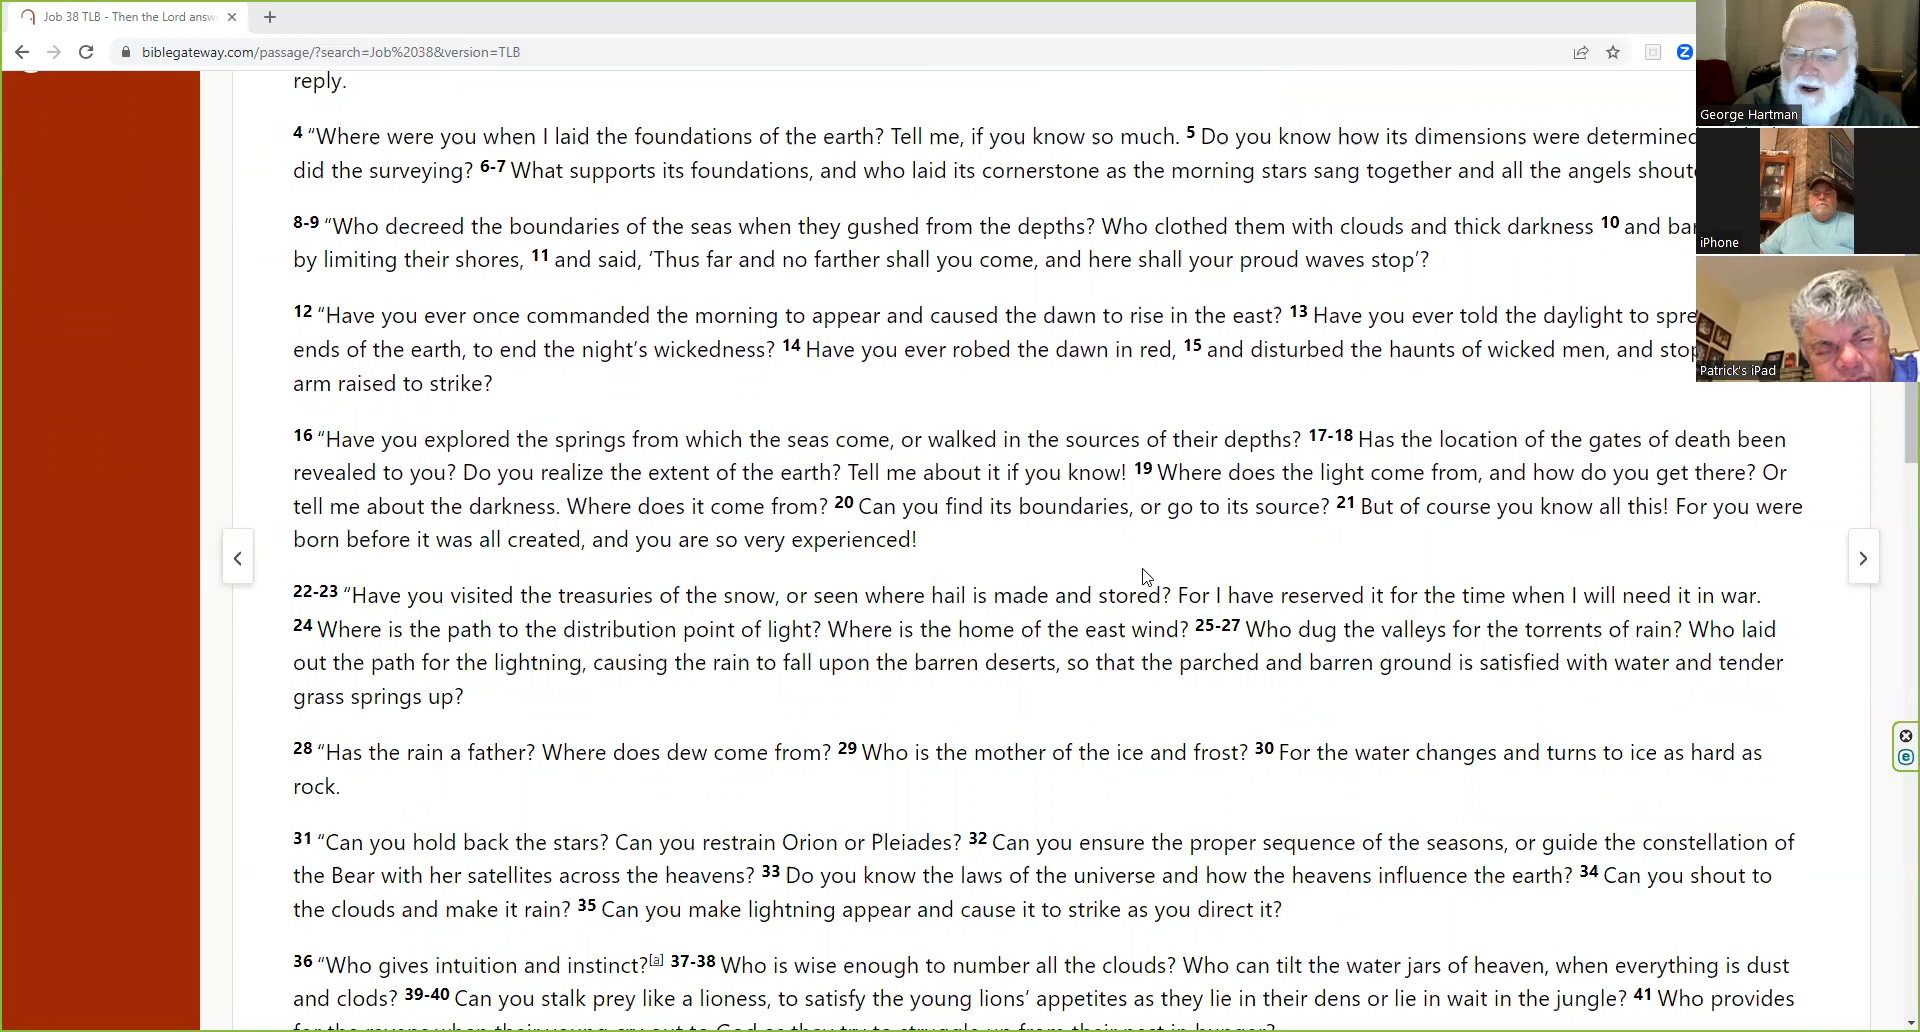 Job 38 TLB - Then the Lord answ
biblegateway.com/passage/?search=Job%2038&version=TLB
George Hartman
iPhone
Patrick's iPad
reply.
4 “Where were you when I laid the foundations of the earth? Tell me, if you know so much. 5 Do you know how its dimensions were determined
did the surveying? 6-7 What supports its foundations, and who laid its cornerstone as the morning stars sang together and all the angels shout
8-9 “Who decreed the boundaries of the seas when they gushed from the depths? Who clothed them with clouds and thick darkness 10 and
by limiting their shores, 11 and said, ‘Thus far and no farther shall you come, and here shall your proud waves stop’?
12 “Have you ever once commanded the morning to appear and caused the dawn to rise in the east? 13 Have you ever told the daylight to
ends of the earth, to end the night’s wickedness? 14 Have you ever robed the dawn in red, 15 and disturbed the haunts of wicked men, and
arm raised to strike?
16 “Have you explored the springs from which the seas come, or walked in the sources of their depths? 17-18 Has the location of the gates of death been
revealed to you? Do you realize the extent of the earth? Tell me about it if you know! 19 Where does the light come from, and how do you get there? Or
tell me about the darkness. Where does it come from? 20 Can you find its boundaries, or go to its source? 21 But of course you know all this! For you were
born before it was all created, and you are so very experienced!
22-23 “Have you visited the treasuries of the snow, or seen where hail is made and stored? For I have reserved it for the time when I will need it in war.
24 Where is the path to the distribution point of light? Where is the home of the east wind? 25-27 Who dug the valleys for the torrents of rain? Who laid
out the path for the lightning, causing the rain to fall upon the barren deserts, so that the parched and barren ground is satisfied with water and tender
grass springs up?
28 “Has the rain a father? Where does dew come from? 29 Who is the mother of the ice and frost? 30 For the water changes and turns to ice as hard as
rock.
31 “Can you hold back the stars? Can you restrain Orion or Pleiades? 32 Can you ensure the proper sequence of the seasons, or guide the constellation of
the Bear with her satellites across the heavens? 33 Do you know the laws of the universe and how the heavens influence the earth? 34 Can you shout to
the clouds and make it rain? 35 Can you make lightning appear and cause it to strike as you direct it?
36 “Who gives intuition and instinct?[a] 37-38 Who is wise enough to number all the clouds? Who can tilt the water jars of heaven, when everything is dust
and clods? 39-40 Can you stalk prey like a lioness, to satisfy the young lions’ appetites as they lie in their dens or lie in wait in the jungle? 41 Who provides
for the ravens when their young cry out to God as they try to struggle up from their nest in hunger?